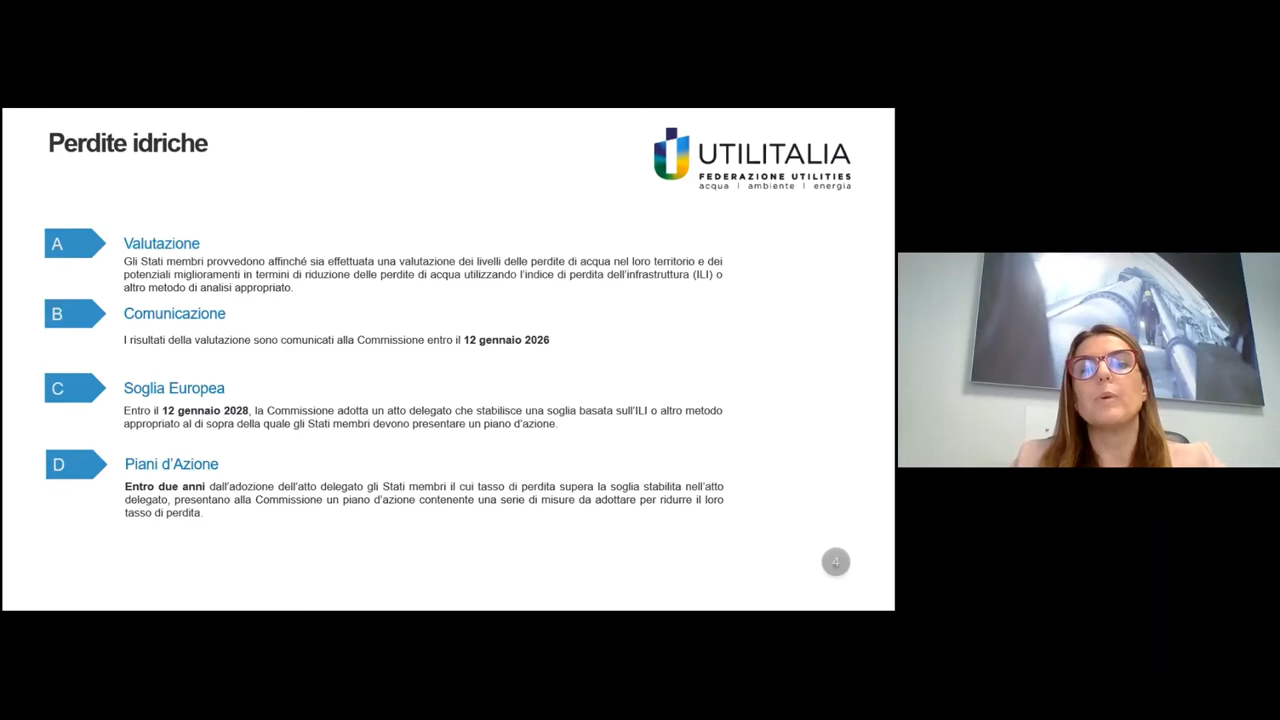 Perdite idriche
UTILITALIA
FEDERAZIONE UTILITIES
acqua | ambiente | energia
A
Valutazione
Gli Stati membri provvedono affinché sia effettuata una valutazione dei livelli delle perdite di acqua nel loro territorio e dei
potenziali miglioramenti in termini di riduzione delle perdite di acqua utilizzando l'indice di perdita dell'infrastruttura (ILI) o
altro metodo di analisi appropriato.
B
Comunicazione
I risultati della valutazione sono comunicati alla Commissione entro il 12 gennaio 2026
C
Soglia Europea
Entro il 12 gennaio 2028, la Commissione adotta un atto delegato che stabilisce una soglia basata sull'ILI o altro metodo
appropriato al di sopra della quale gli Stati membri devono presentare un piano d'azione.
D
Piani d'Azione
Entro due anni dall'adozione dell'atto delegato gli Stati membri il cui tasso di perdita supera la soglia stabilita nell'atto
delegato, presentano alla Commissione un piano d'azione contenente una serie di misure da adottare per ridurre il loro
tasso di perdita.
4